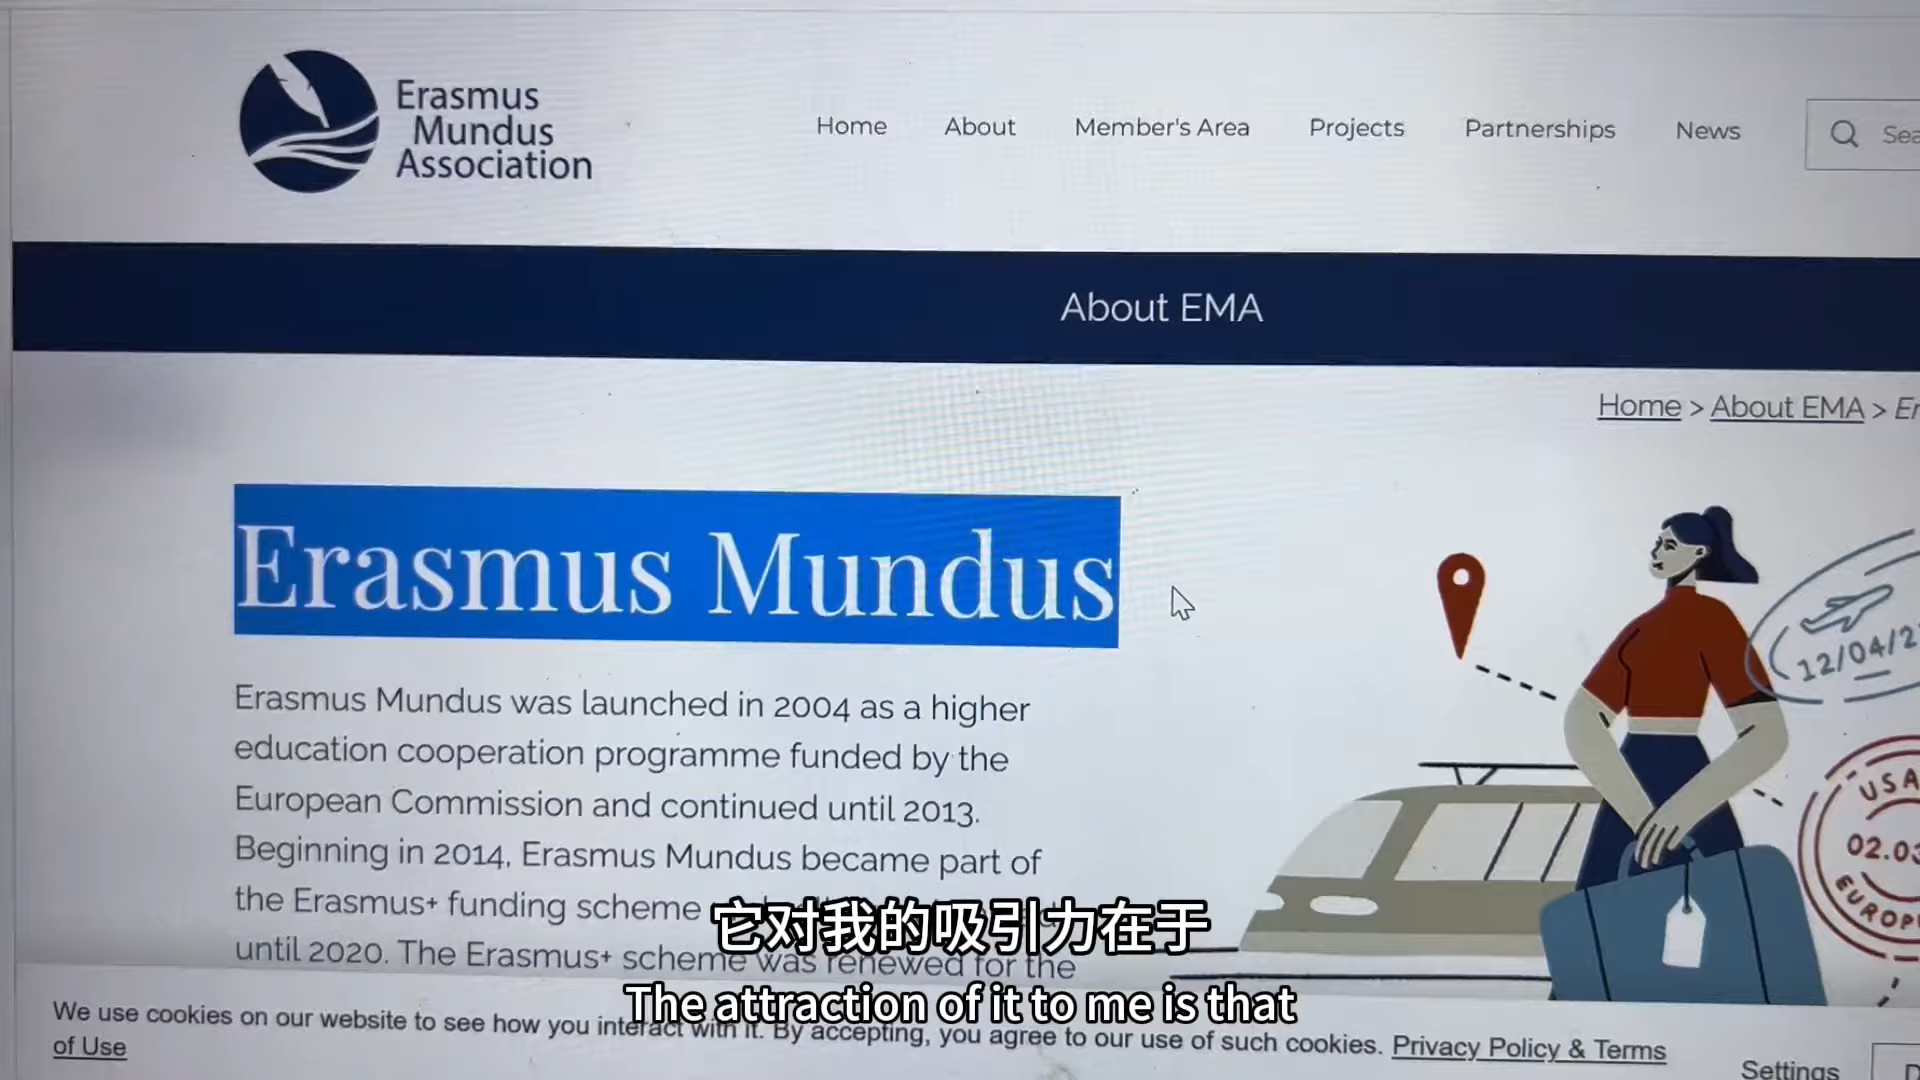 Erasmus
Mundus
Association
Home
About
Member's Area
Projects
Partnerships
News
About EMA
Home > About EMA >
Erasmus Mundus
Erasmus Mundus was launched in 2004 as a higher
education cooperation programme funded by the
European Commission and continued until 2013.
Beginning in 2014, Erasmus Mundus became part of
the Erasmus+ funding scheme
until 2020. The Erasmus+ scheme was renewed for the
12/04/2
USA
02.03
EUROP
它对我的吸引力在于
The attraction of it to me is that
We use cookies on our website to see how you interact with it. By accepting, you agree to our use of such cookies. Privacy Policy & Terms
of Use
Settings